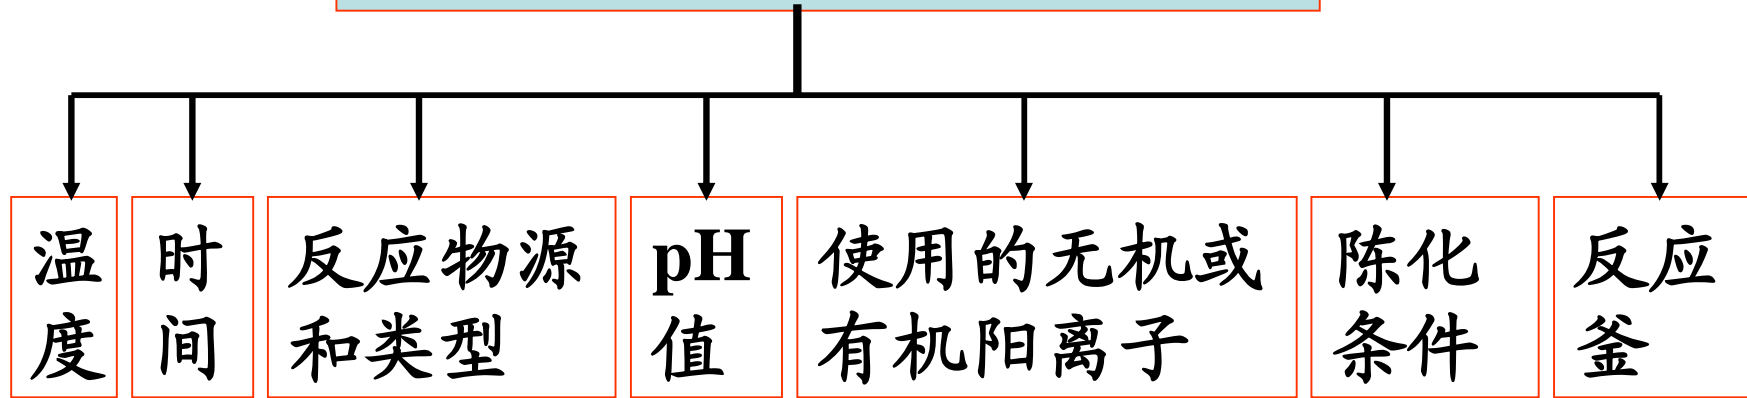 温
度
时
间
反应物源
和类型
pH
值
使用的无机或
有机阳离子
陈化
条件
反应
釜